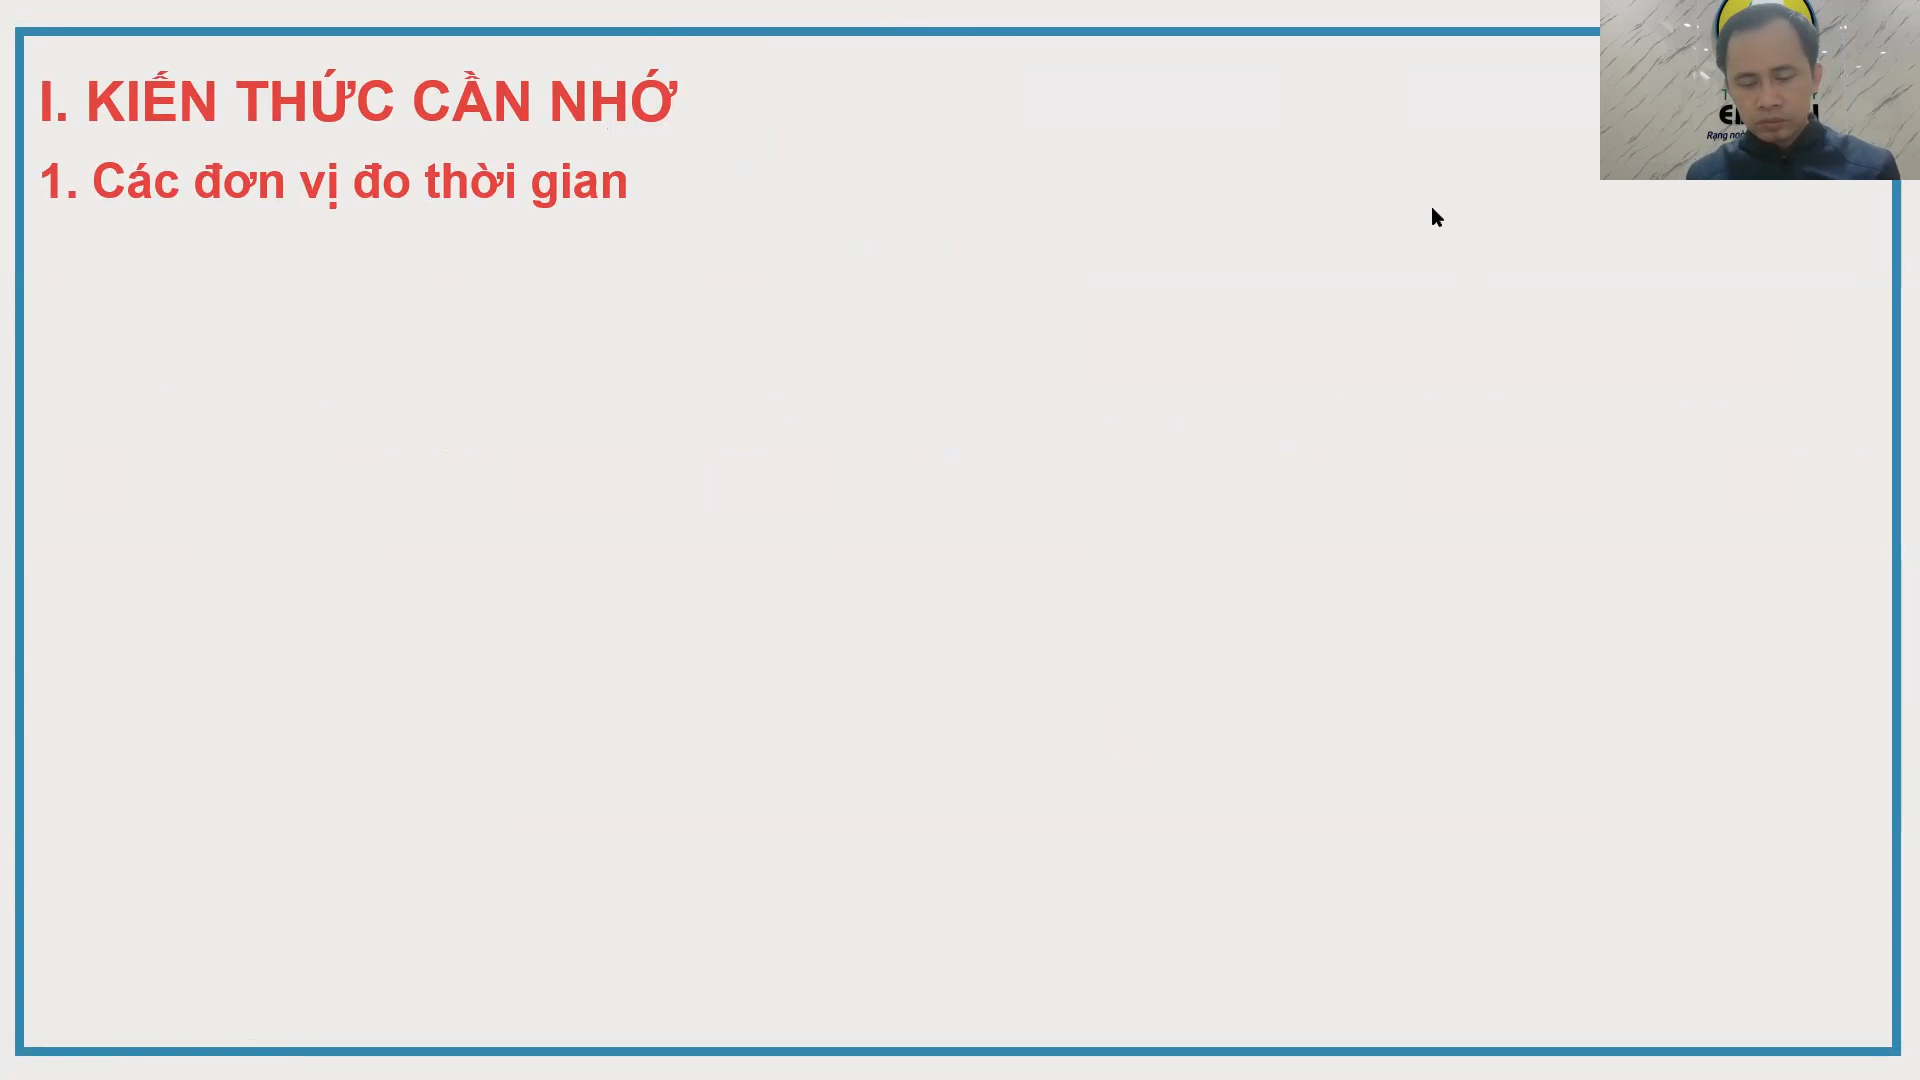 I. KIẾN THỨC CẦN NHỚ
1. Các đơn vị đo thời gian